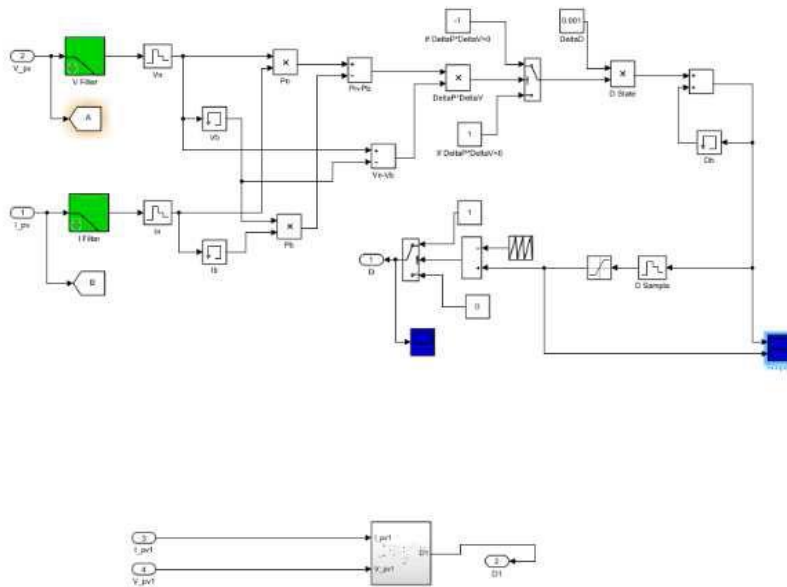 -1
0.001
If DeltaP*DeltaV>0
DeltaD
2
V_pv
V Filter
Vn
Pn
Pn-Pb
DeltaP*DeltaV
D State
A
Vb
1
If DeltaP*DeltaV<0
Vn-Vb
Db
1
I_pv
I Filter
In
Ib
Pb
1
1
D
D Sample
B
0
3
I_pv1
I_pv1
D1
4
V_pv1
V_pv1
2
D1